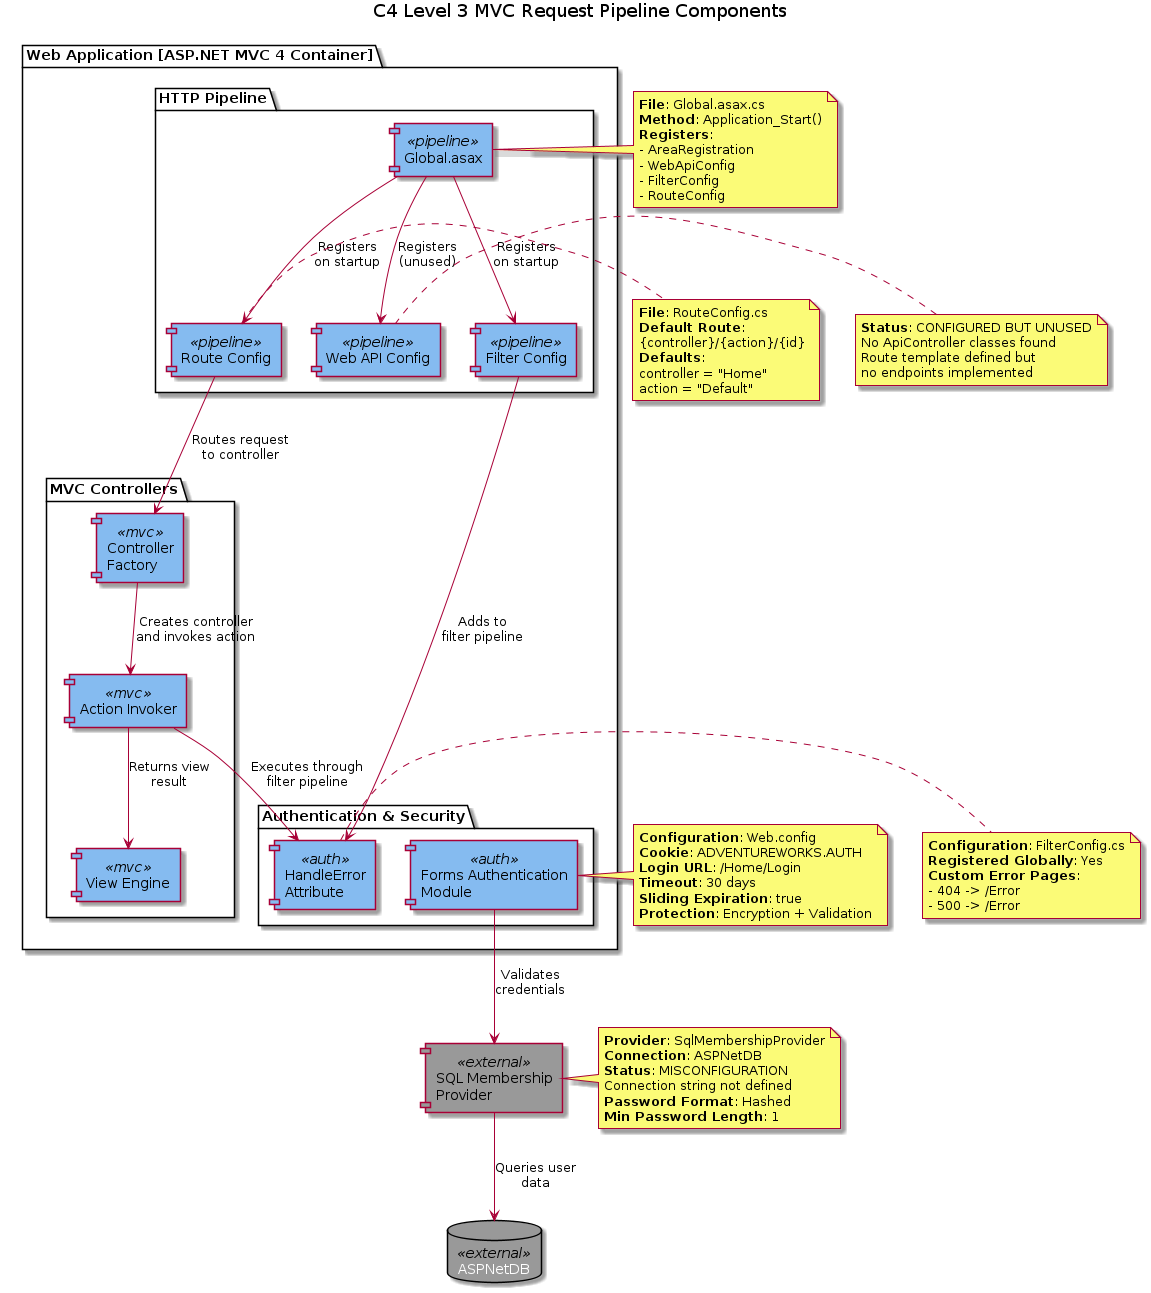 C4 Level 3 MVC Request Pipeline Components
Web Application [ASP.NET MVC 4 Container]
HTTP Pipeline
«pipeline»
Global.asax
File: Global.asax.cs
Method: Application_Start()
Registers:
- AreaRegistration
- WebApiConfig
- FilterConfig
- RouteConfig
Registers
on startup
Registers
(unused)
Registers
on startup
«pipeline»
Route Config
«pipeline»
Web API Config
«pipeline»
Filter Config
File: RouteConfig.cs
Default Route:
{controller}/{action}/{id}
Defaults:
controller = "Home"
action = "Default"
Status: CONFIGURED BUT UNUSED
No ApiController classes found
Route template defined but
no endpoints implemented
Routes request
to controller
MVC Controllers
«mvc»
Controller
Factory
Creates controller
and invokes action
Adds to
filter pipeline
«mvc»
Action Invoker
Returns view
result
Executes through
filter pipeline
«mvc»
View Engine
Authentication & Security
«auth»
HandleError
Attribute
«auth»
Forms Authentication
Module
Configuration: Web.config
Cookie: ADVENTUREWORKS.AUTH
Login URL: /Home/Login
Timeout: 30 days
Sliding Expiration: true
Protection: Encryption + Validation
Configuration: FilterConfig.cs
Registered Globally: Yes
Custom Error Pages:
- 404 -> /Error
- 500 -> /Error
Validates
credentials
«external»
SQL Membership
Provider
Provider: SqlMembershipProvider
Connection: ASPNetDB
Status: MISCONFIGURATION
Connection string not defined
Password Format: Hashed
Min Password Length: 1
Queries user
data
«external»
ASPNetDB